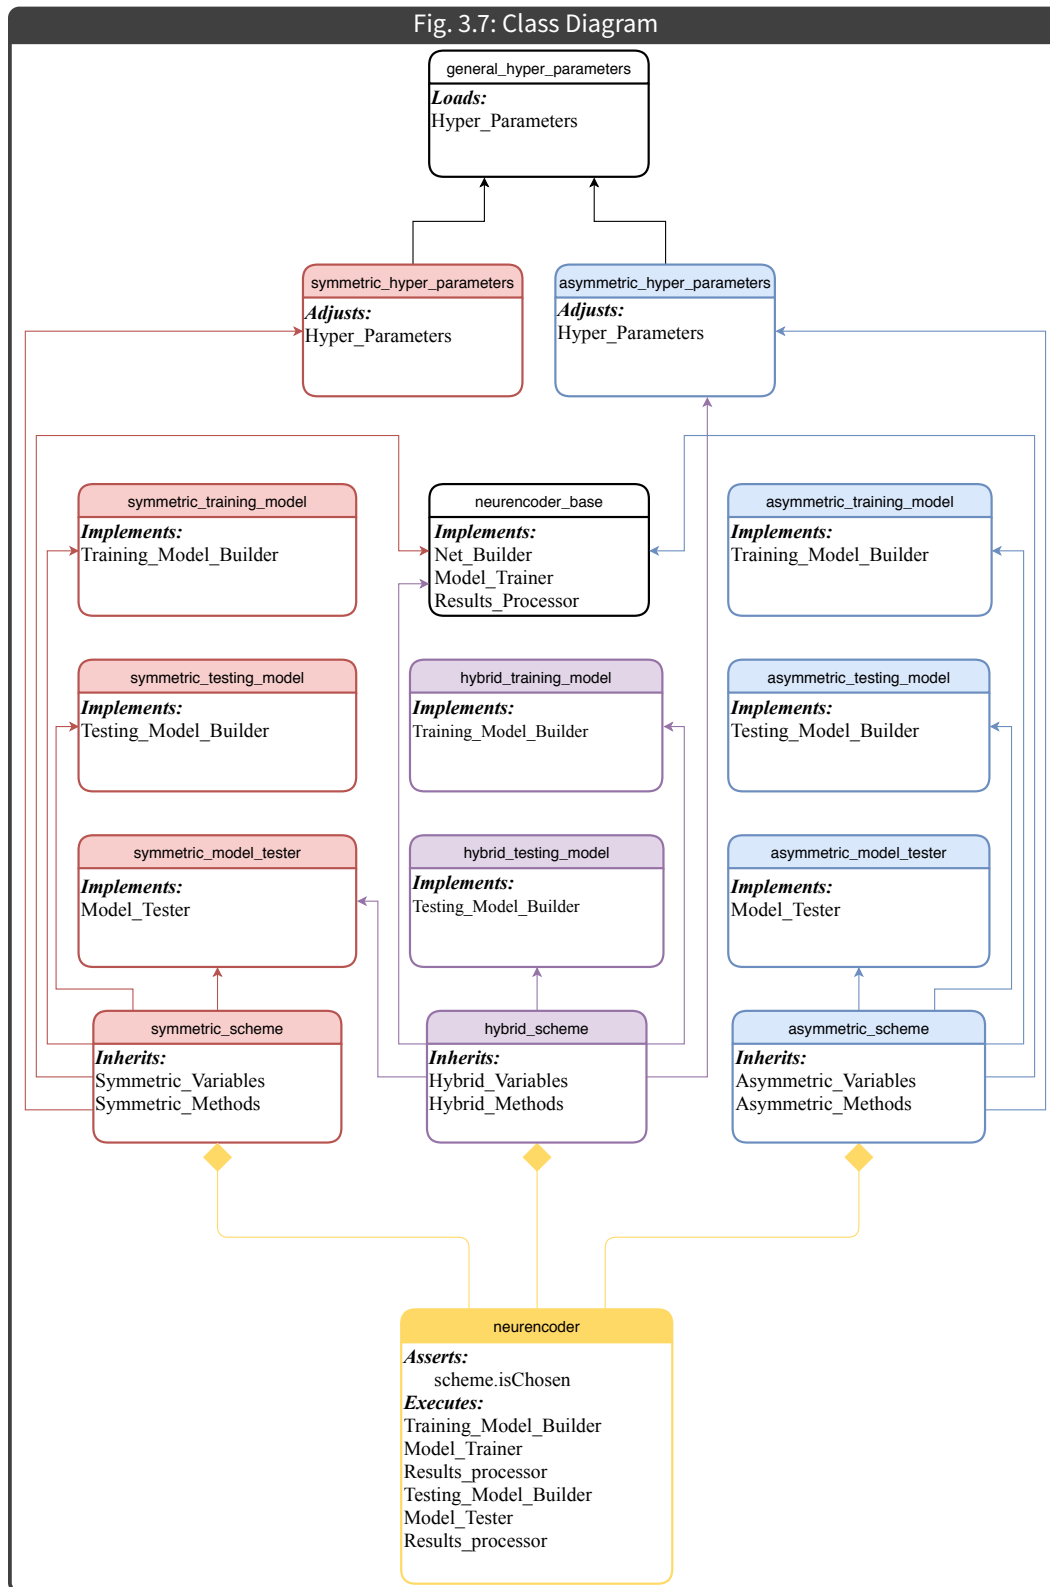 Fig. 3.7: Class Diagram
general_hyper_parameters
Loads:
Hyper_Parameters
symmetric_hyper_parameters
Adjusts:
Hyper_Parameters
asymmetric_hyper_parameters
Adjusts:
Hyper_Parameters
symmetric_training_model
Implements:
Training_Model_Builder
neurencoder_base
Implements:
Net_Builder
Model_Trainer
Results_Processor
asymmetric_training_model
Implements:
Training_Model_Builder
symmetric_testing_model
Implements:
Testing_Model_Builder
hybrid_training_model
Implements:
Training_Model_Builder
asymmetric_testing_model
Implements:
Testing_Model_Builder
symmetric_model_tester
Implements:
Model_Tester
hybrid_testing_model
Implements:
Testing_Model_Builder
asymmetric_model_tester
Implements:
Model_Tester
symmetric_scheme
Inherits:
Symmetric_Variables
Symmetric_Methods
hybrid_scheme
Inherits:
Hybrid_Variables
Hybrid_Methods
asymmetric_scheme
Inherits:
Asymmetric_Variables
Asymmetric_Methods
neurencoder
Asserts:
scheme.isChosen
Executes:
Training_Model_Builder
Model_Trainer
Results_processor
Testing_Model_Builder
Model_Tester
Results_processor